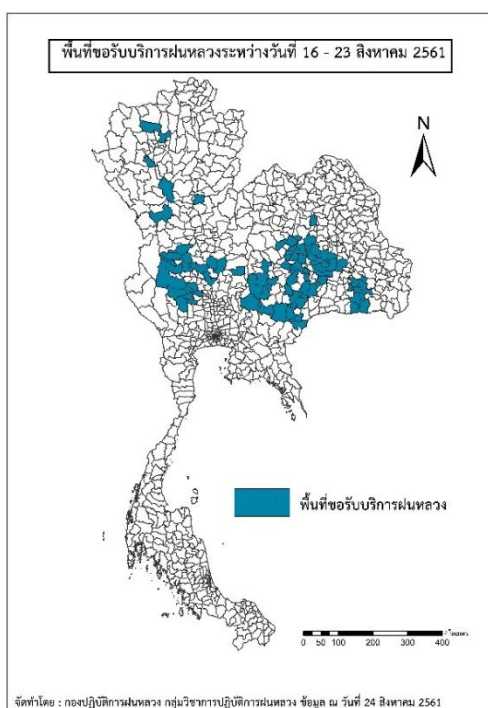 พื้นที่ขอรับบริการฝนหลวงระหว่างวันที่ 16 - 23 สิงหาคม 2561
N
พื้นที่ขอรับบริการฝนหลวง
0 50 100 200 300 400
จัดทำโดย : กองปฏิบัติการฝนหลวง กลุ่มวิชาการปฏิบัติการฝนหลวง ข้อมูล ณ วันที่ 24 สิงหาคม 2561